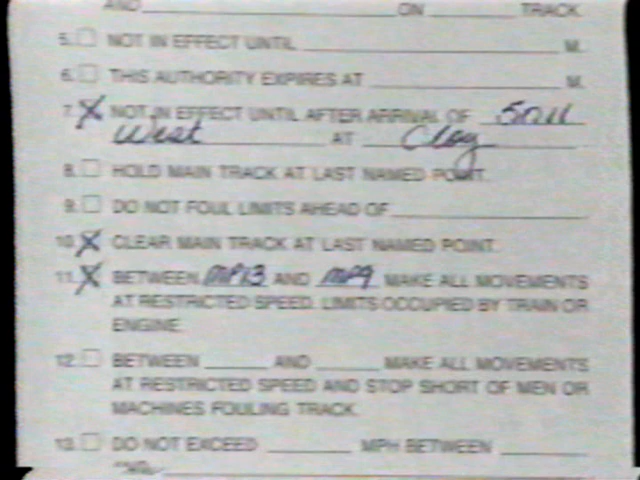 AND ON TRACK
5. NOT IN EFFECT UNTIL M.
6. THIS AUTHORITY EXPIRES AT M.
7. X NOT IN EFFECT UNTIL AFTER ARRIVAL OF 5011
West AT Clay
8. HOLD MAIN TRACK AT LAST NAMED POINT.
9. DO NOT FOUL LIMITS AHEAD OF
10. X CLEAR MAIN TRACK AT LAST NAMED POINT.
11. X BETWEEN MP13 AND MP9 MAKE ALL MOVEMENTS
AT RESTRICTED SPEED. LIMITS OCCUPIED BY TRAIN OR
ENGINE.
12. BETWEEN AND MAKE ALL MOVEMENTS
AT RESTRICTED SPEED AND STOP SHORT OF MEN OR
MACHINES FOULING TRACK.
13. DO NOT EXCEED MPH BETWEEN